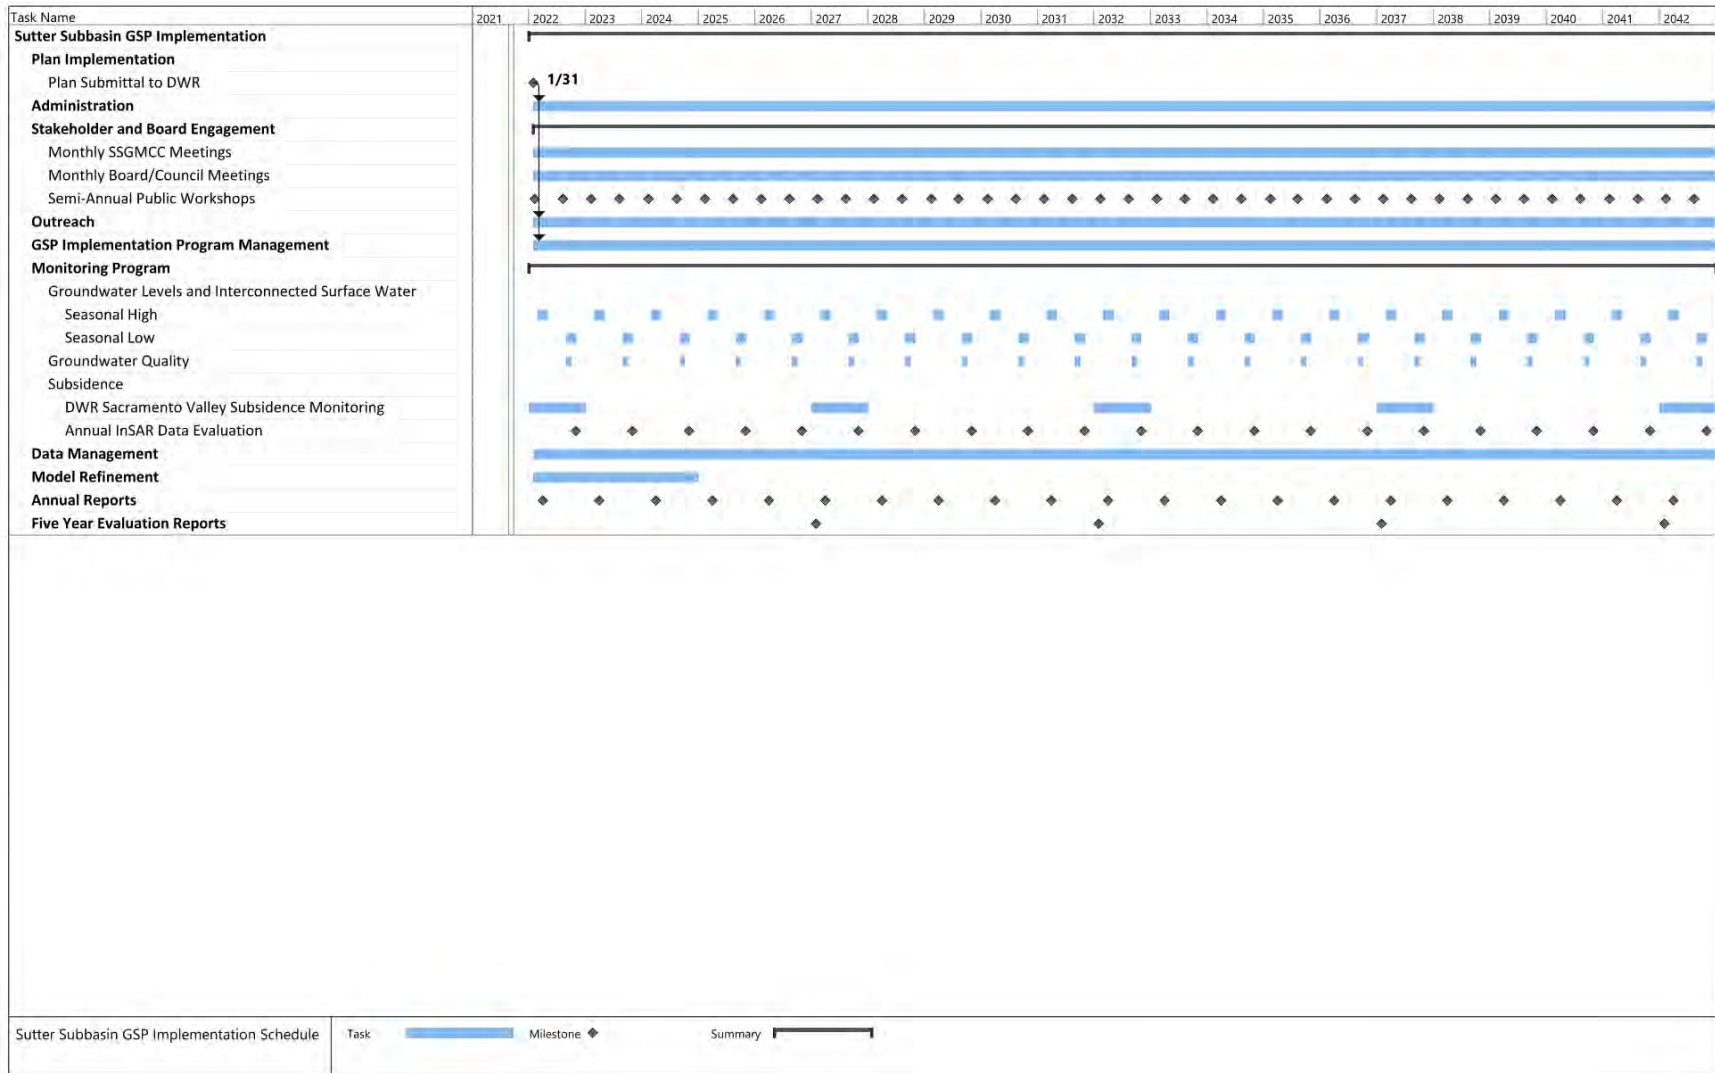 Task Name 2021 2022 2023 2024 2025 2026 2027 2028 2029 2030 2031 2032 2033 2034 2035 2036 2037 2038 2039 2040 2041 2042
Sutter Subbasin GSP Implementation
Plan Implementation
Plan Submittal to DWR 1/31
Administration
Stakeholder and Board Engagement
Monthly SSGMCC Meetings
Monthly Board/Council Meetings
Semi-Annual Public Workshops
Outreach
GSP Implementation Program Management
Monitoring Program
Groundwater Levels and Interconnected Surface Water
Seasonal High
Seasonal Low
Groundwater Quality
Subsidence
DWR Sacramento Valley Subsidence Monitoring
Annual InSAR Data Evaluation
Data Management
Model Refinement
Annual Reports
Five Year Evaluation Reports
Sutter Subbasin GSP Implementation Schedule Task Milestone Summary